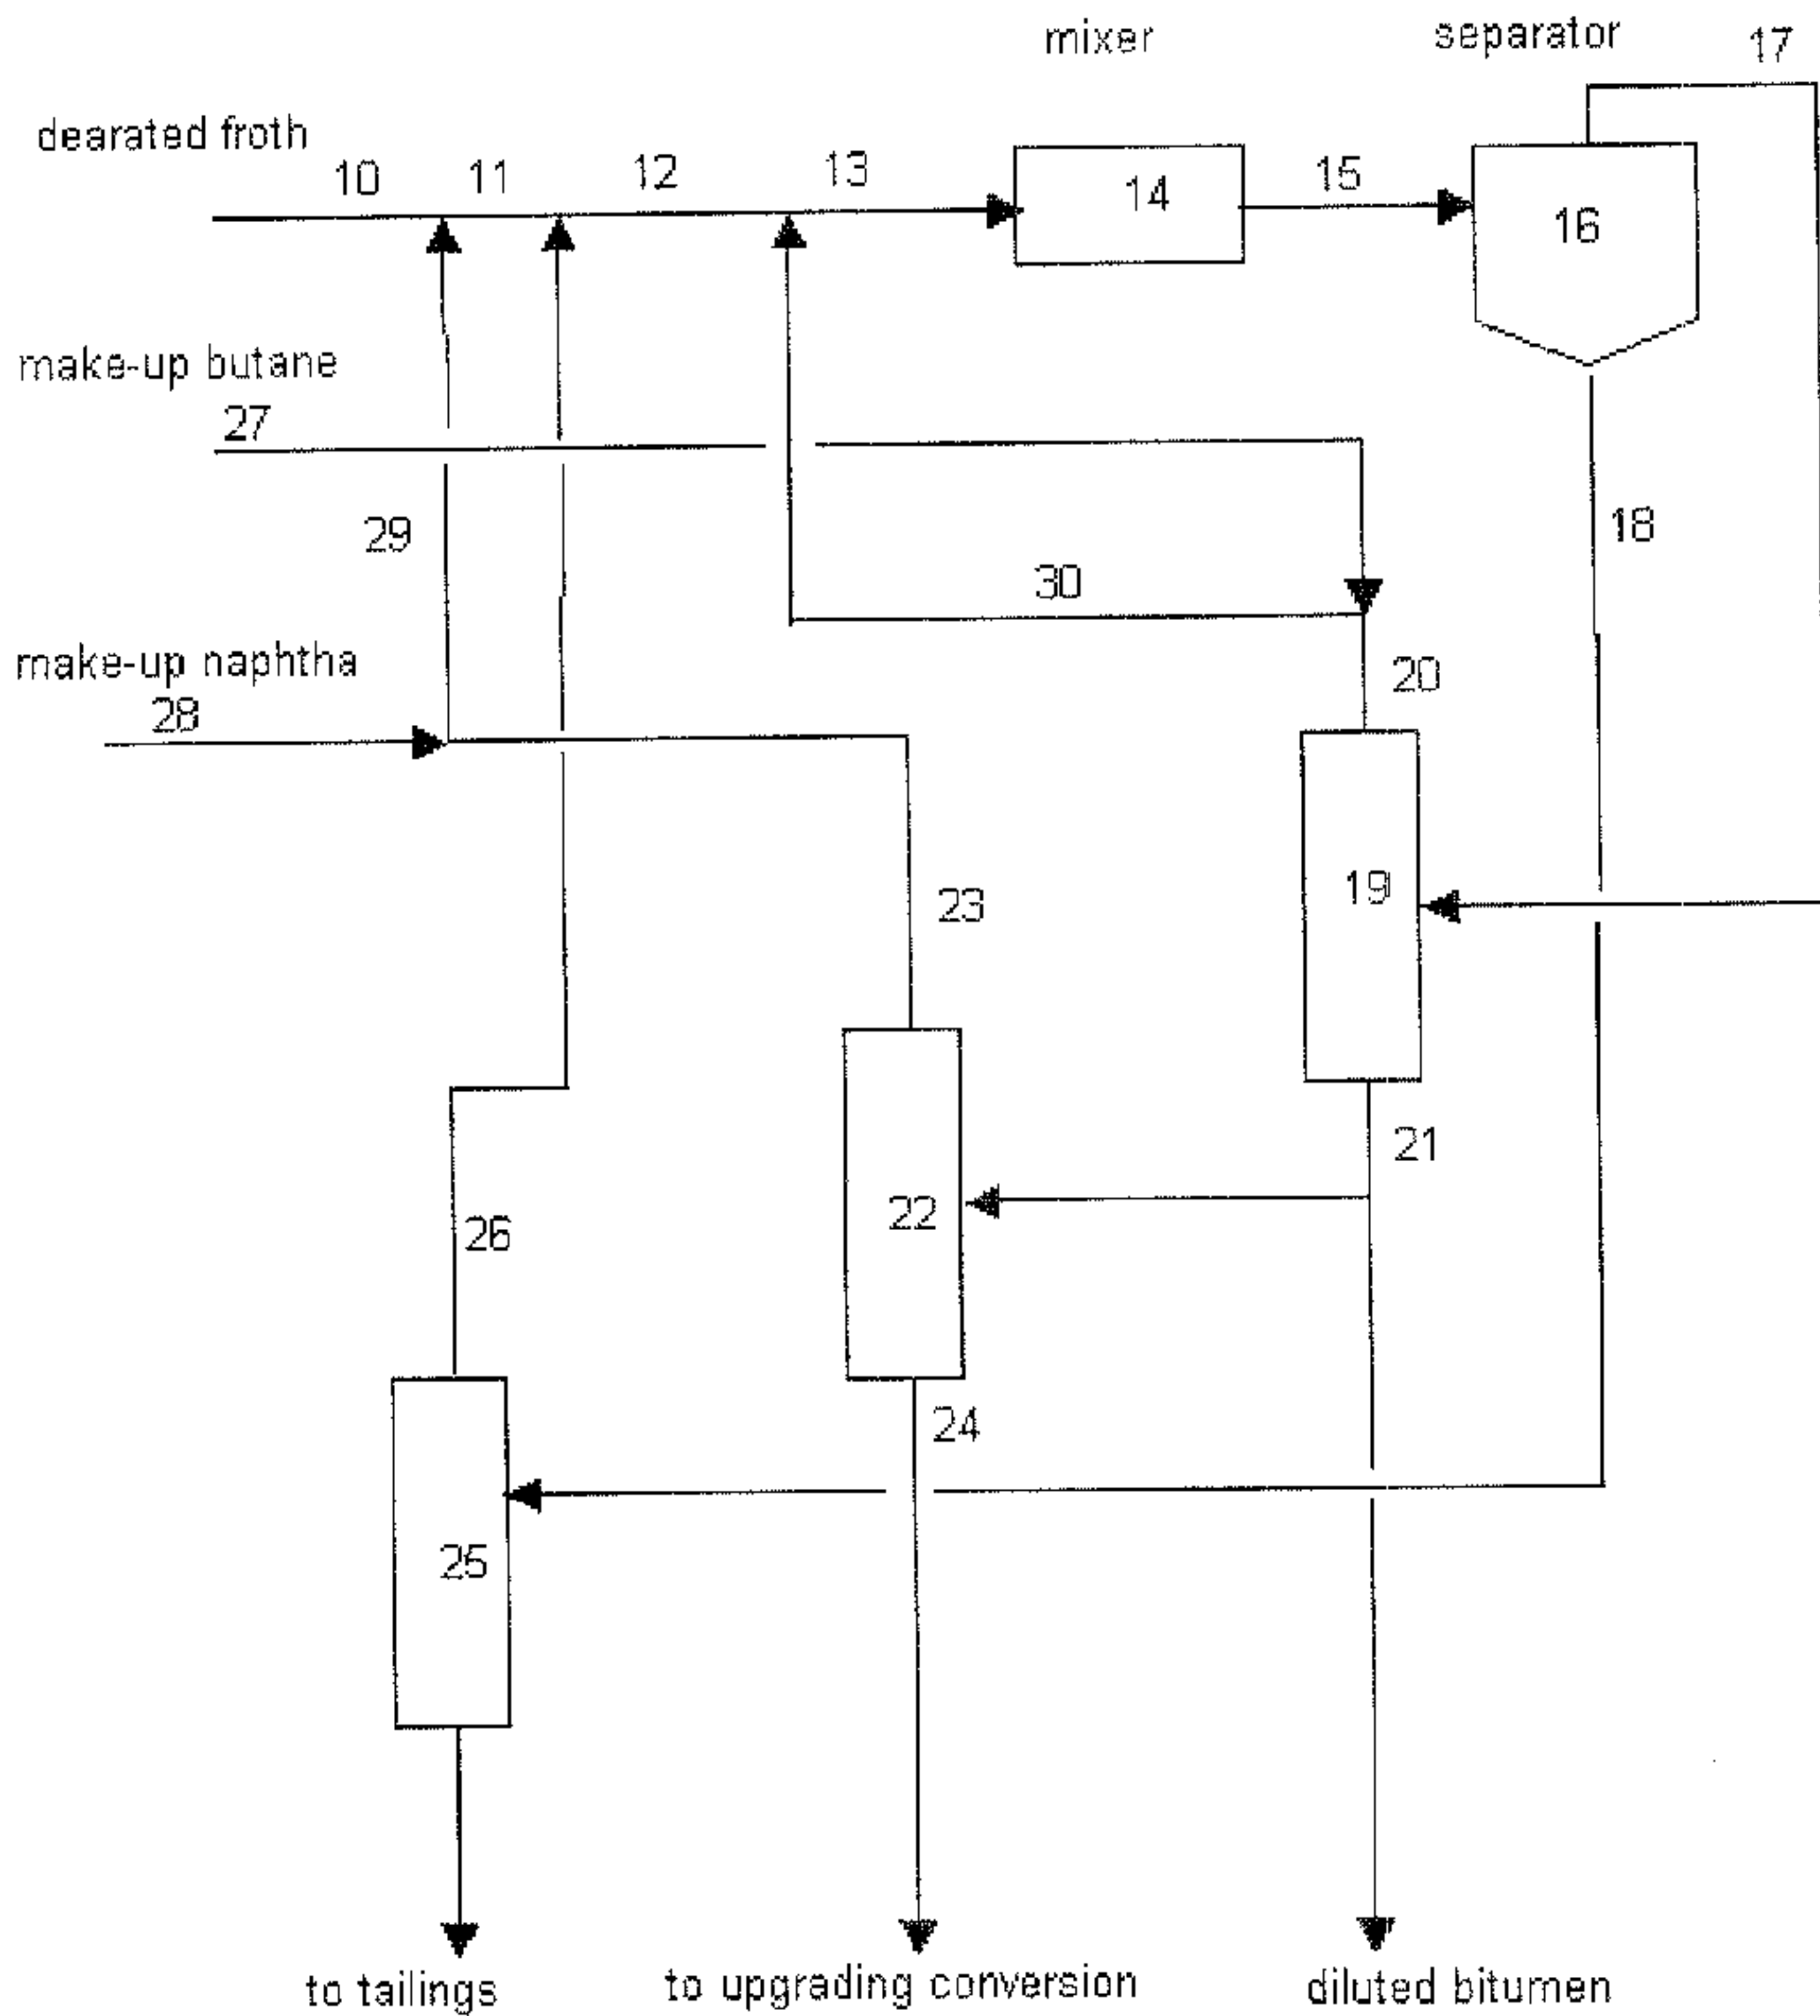 mixer
separator
17
dearated froth
10
11
12
13
14
15
16
make-up butane
27
29
18
30
make-up naphtha
28
20
19
23
21
22
26
24
25
to tailings
to upgrading conversion
diluted bitumen